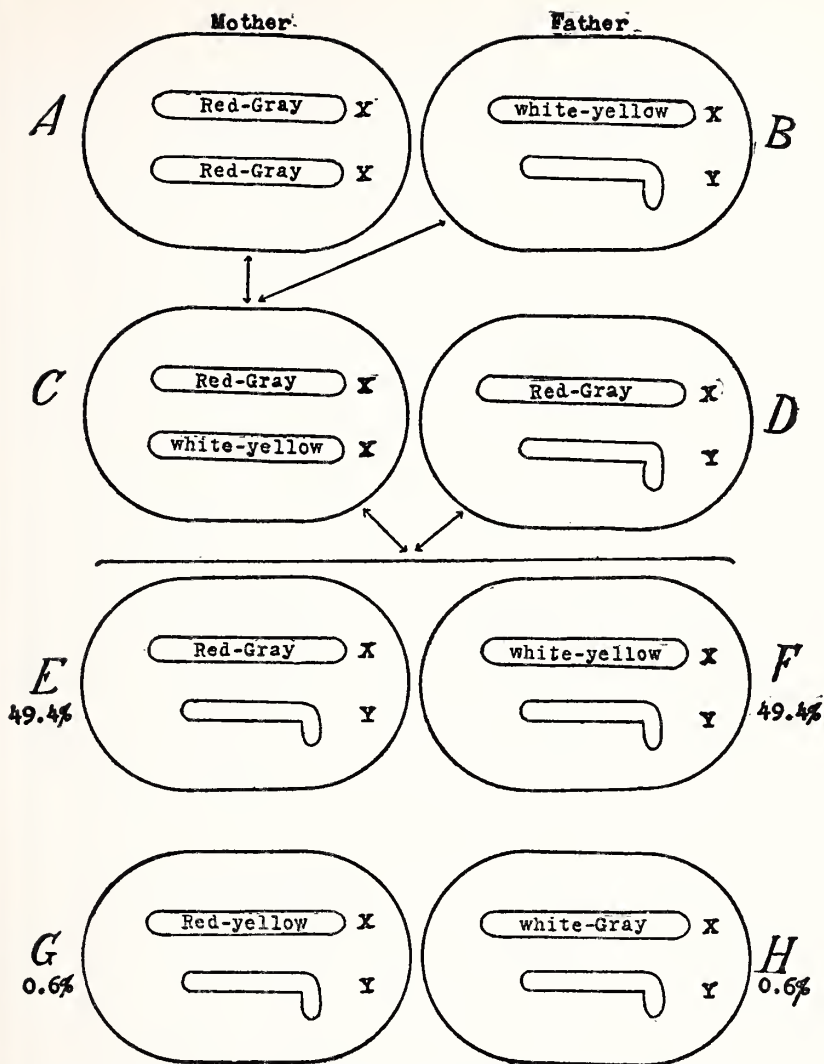 Mother Father
A Red-Gray X white-yellow X B
Red-Gray X Y
C Red-Gray X Red-Gray X D
white-yellow X Y
E Red-Gray X white-yellow X F
49.4% Y Y 49.4%
G Red-yellow X white-Gray X H
0.6% Y Y 0.6%